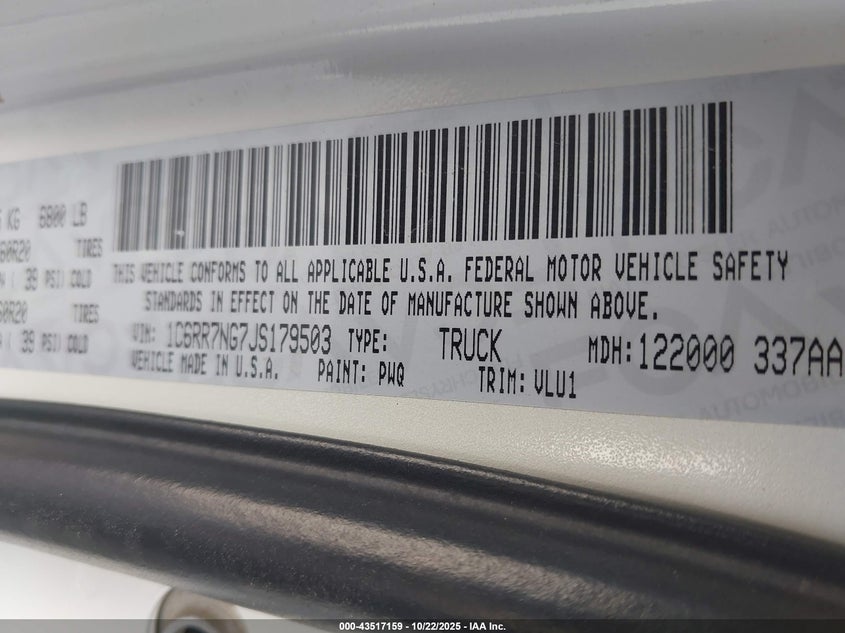 KG 6800 LB
60R20 TIRES
( 39 PSI) COLD
60R20 TIRES
( 39 PSI) COLD
THIS VEHICLE CONFORMS TO ALL APPLICABLE U.S.A. FEDERAL MOTOR VEHICLE SAFETY
STANDARDS IN EFFECT ON THE DATE OF MANUFACTURE SHOWN ABOVE.
VIN: 1C6RR7NG7JS179503 TYPE: TRUCK MDH: 122000 337AA
VEHICLE MADE IN U.S.A. PAINT: PWQ TRIM: VLU1
000-43517159 - 10/22/2025 - IAA Inc.